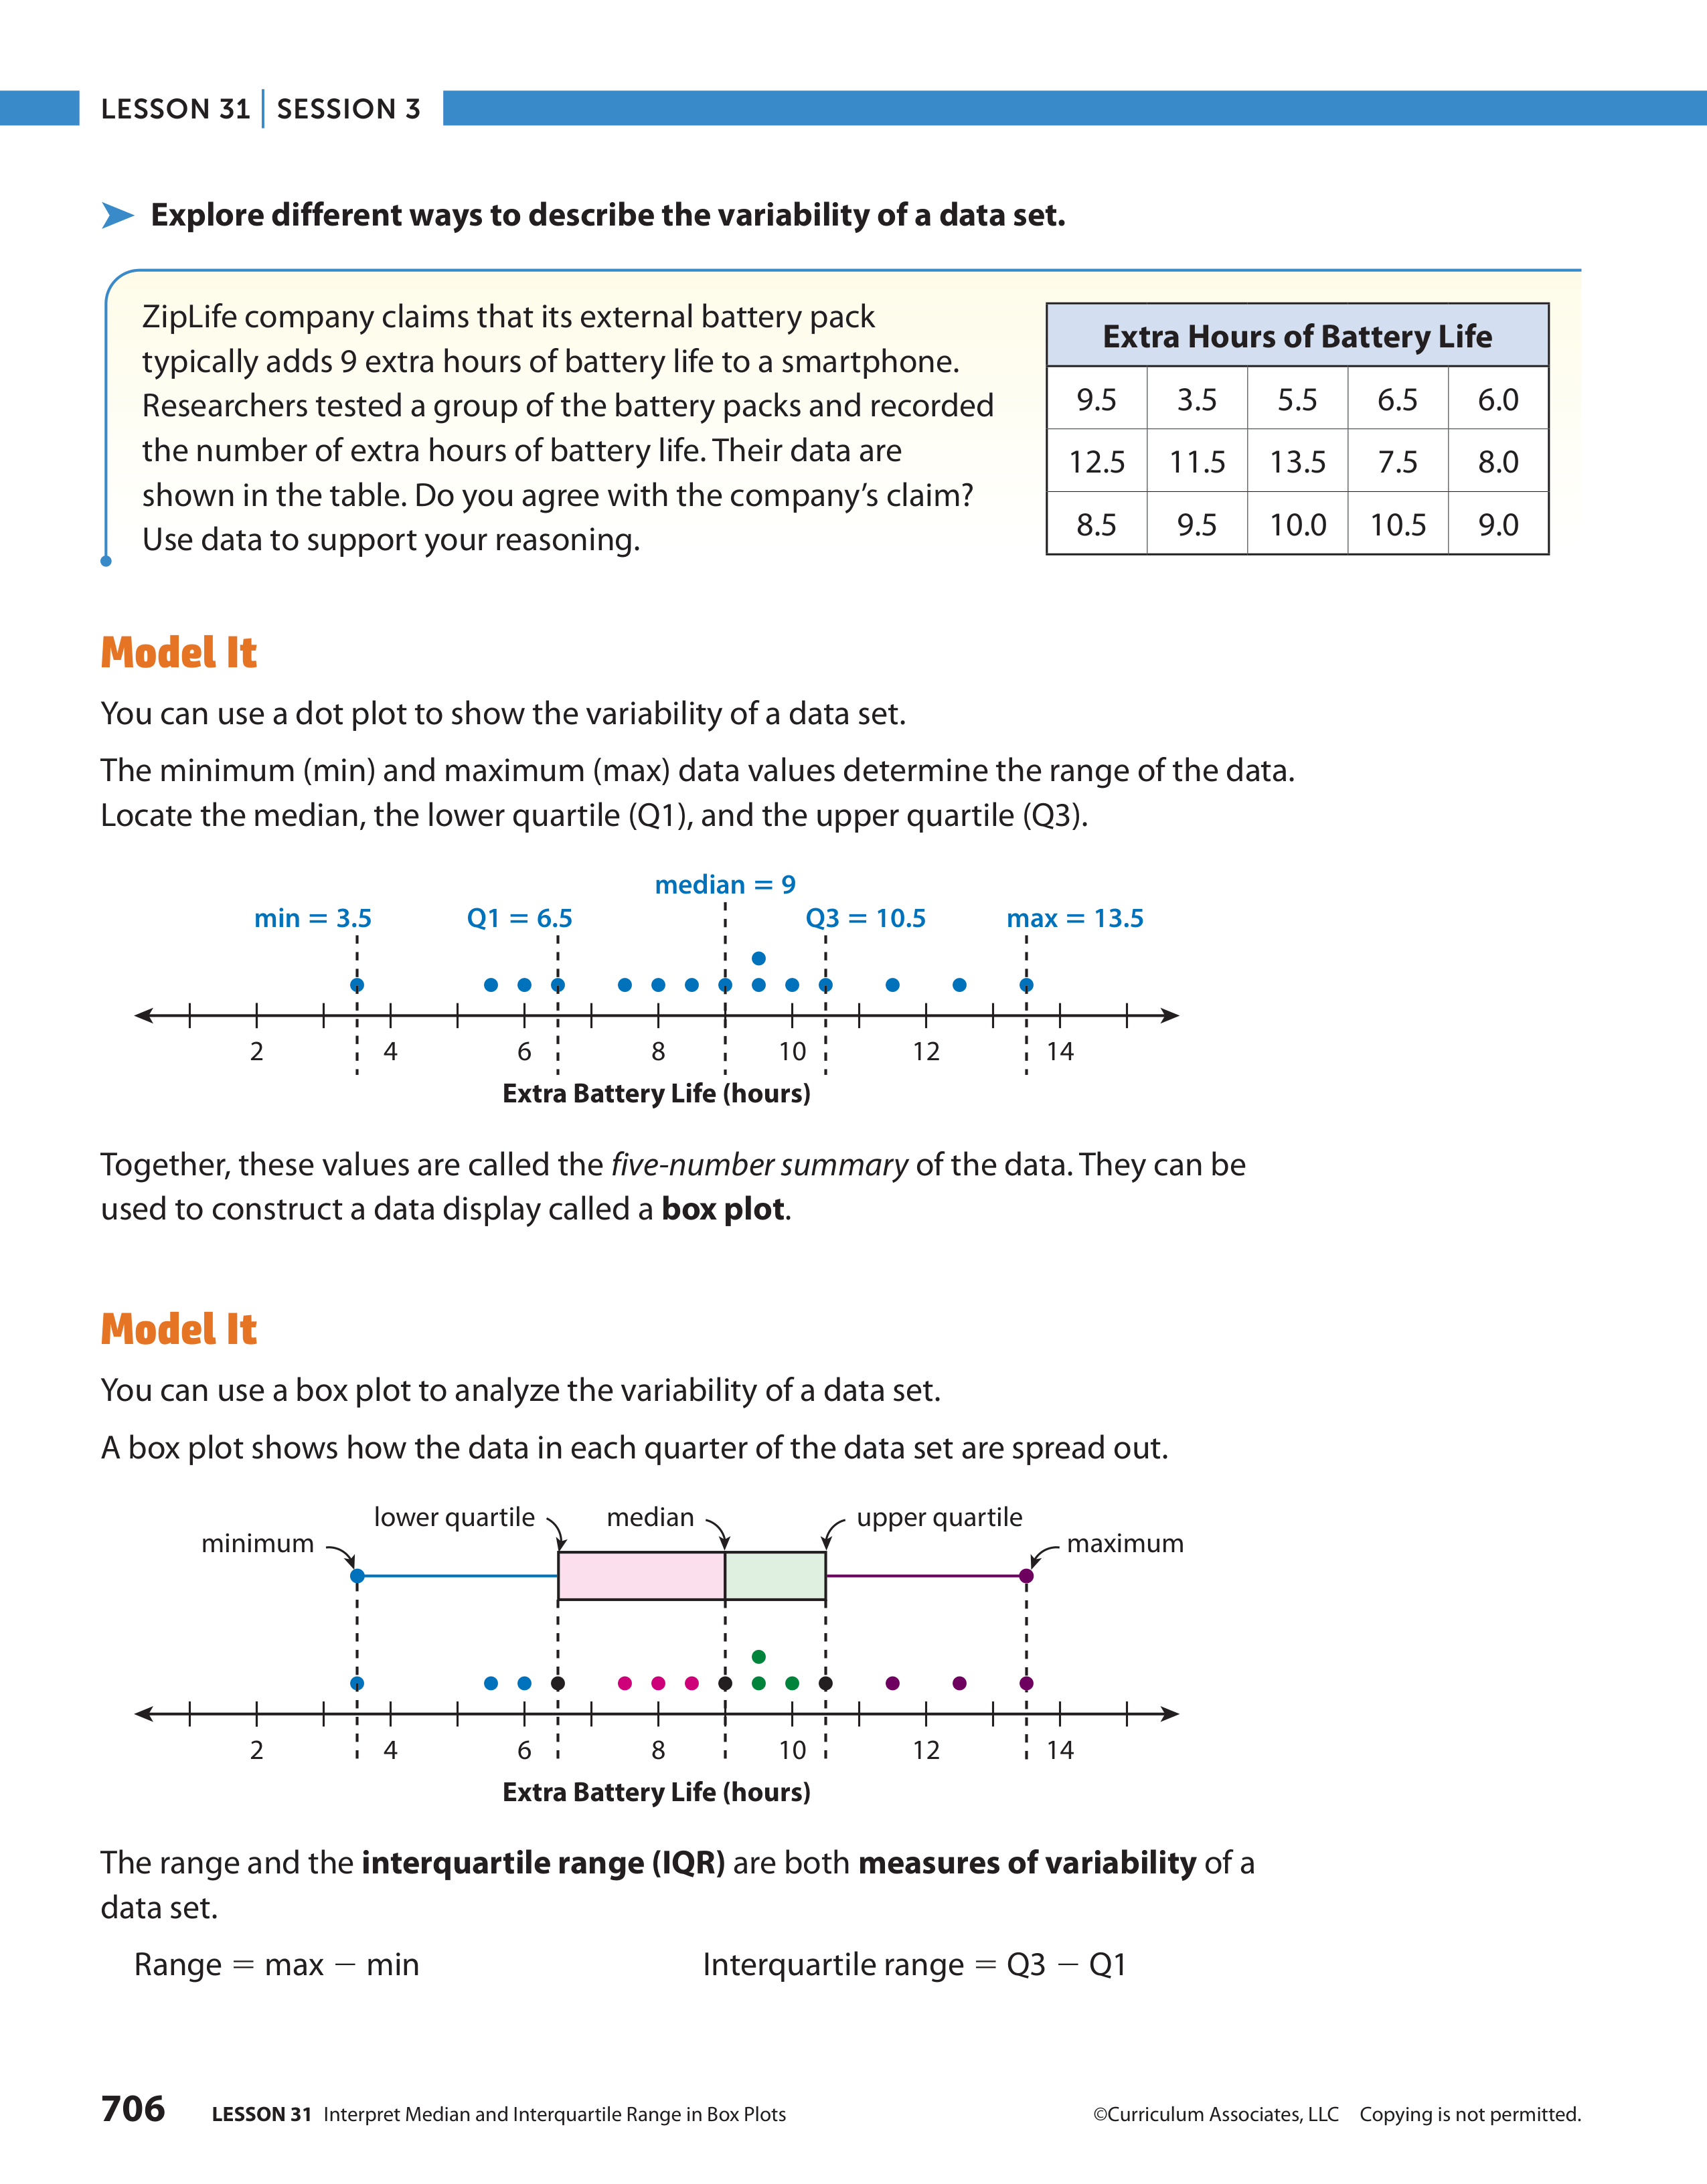 LESSON 31 | SESSION 3
Explore different ways to describe the variability of a data set.
ZipLife company claims that its external battery pack
typically adds 9 extra hours of battery life to a smartphone.
Researchers tested a group of the battery packs and recorded
the number of extra hours of battery life. Their data are
shown in the table. Do you agree with the company’s claim?
Use data to support your reasoning.
Extra Hours of Battery Life
9.5 3.5 5.5 6.5 6.0
12.5 11.5 13.5 7.5 8.0
8.5 9.5 10.0 10.5 9.0
Model It
You can use a dot plot to show the variability of a data set.
The minimum (min) and maximum (max) data values determine the range of the data.
Locate the median, the lower quartile (Q1), and the upper quartile (Q3).
median = 9
min = 3.5 Q1 = 6.5 Q3 = 10.5 max = 13.5
2 4 6 8 10 12 14
Extra Battery Life (hours)
Together, these values are called the five-number summary of the data. They can be
used to construct a data display called a box plot.
Model It
You can use a box plot to analyze the variability of a data set.
A box plot shows how the data in each quarter of the data set are spread out.
lower quartile median upper quartile
minimum maximum
2 4 6 8 10 12 14
Extra Battery Life (hours)
The range and the interquartile range (IQR) are both measures of variability of a
data set.
Range = max − min Interquartile range = Q3 − Q1
706 LESSON 31 Interpret Median and Interquartile Range in Box Plots ©Curriculum Associates, LLC Copying is not permitted.